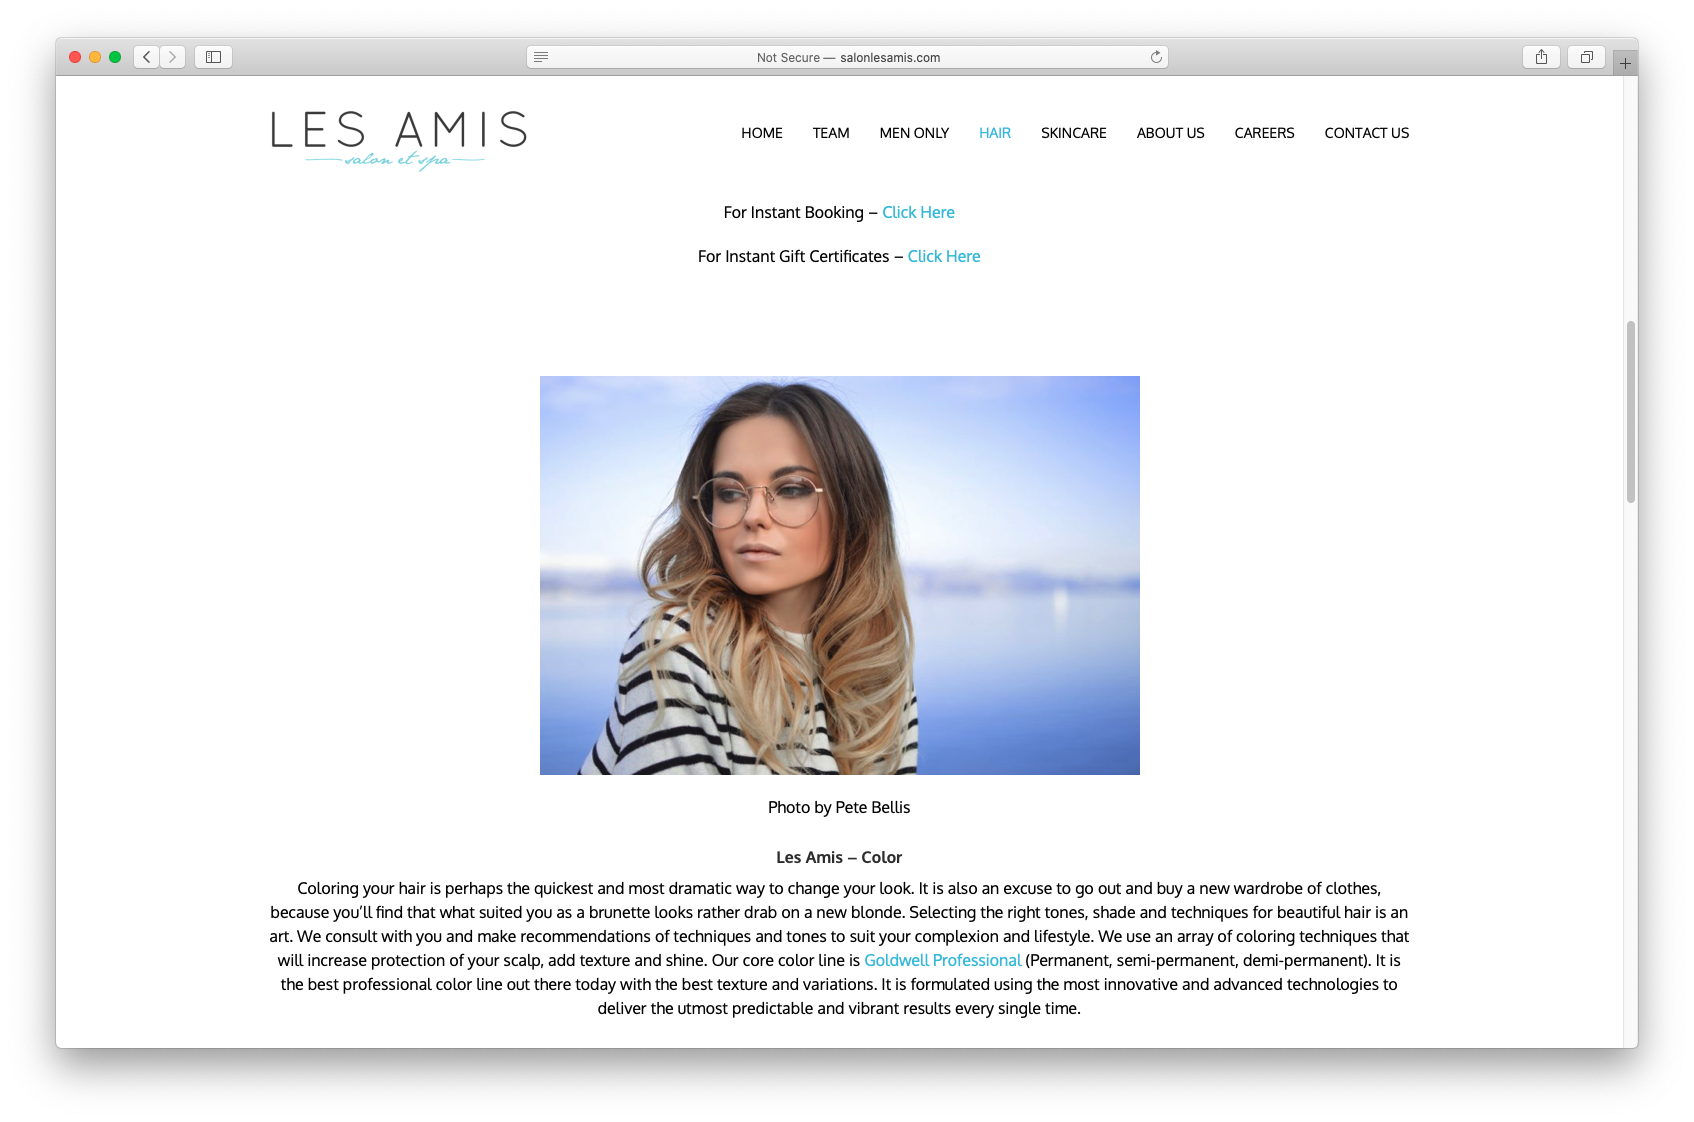 Not Secure — salonlesamis.com
LES AMIS
salon et spa
HOME TEAM MEN ONLY HAIR SKINCARE ABOUT US CAREERS CONTACT US
For Instant Booking – Click Here
For Instant Gift Certificates – Click Here
Photo by Pete Bellis
Les Amis – Color
Coloring your hair is perhaps the quickest and most dramatic way to change your look. It is also an excuse to go out and buy a new wardrobe of clothes,
because you’ll find that what suited you as a brunette looks rather drab on a new blonde. Selecting the right tones, shade and techniques for beautiful hair is an
art. We consult with you and make recommendations of techniques and tones to suit your complexion and lifestyle. We use an array of coloring techniques that
will increase protection of your scalp, add texture and shine. Our core color line is Goldwell Professional (Permanent, semi-permanent, demi-permanent). It is
the best professional color line out there today with the best texture and variations. It is formulated using the most innovative and advanced technologies to
deliver the utmost predictable and vibrant results every single time.